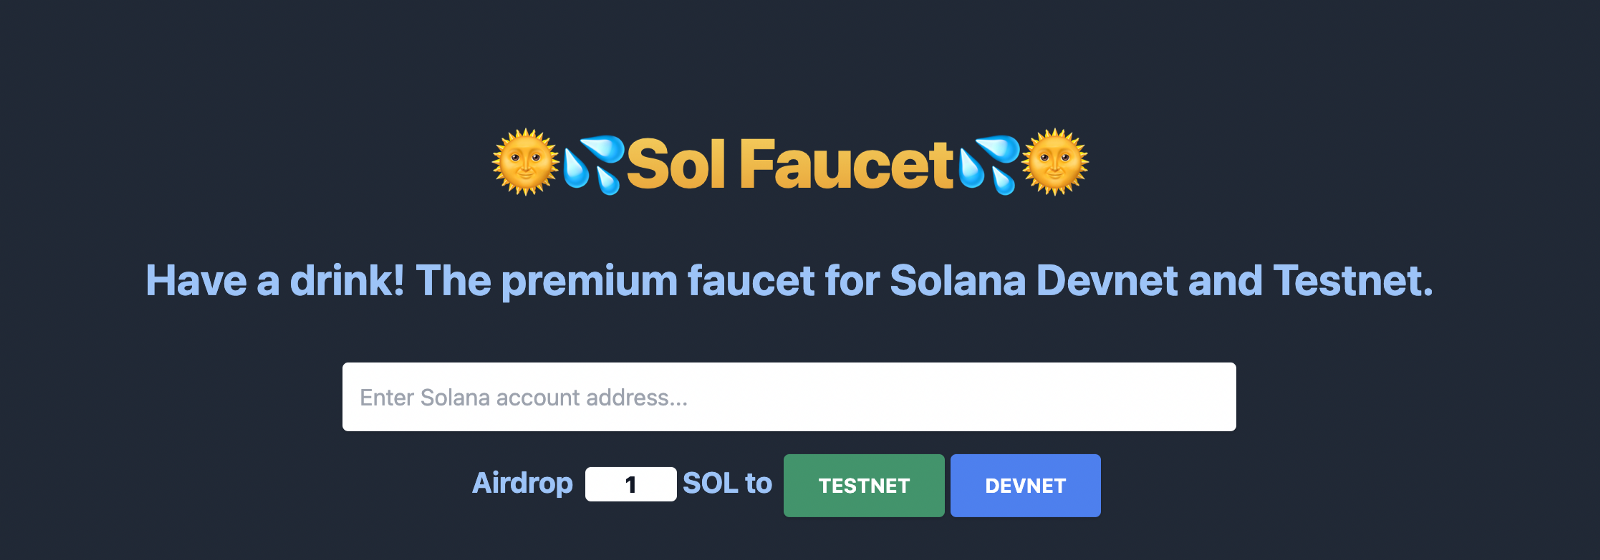 🌞💦Sol Faucet💦🌞
Have a drink! The premium faucet for Solana Devnet and Testnet.
Enter Solana account address...
Airdrop 1 SOL to TESTNET DEVNET